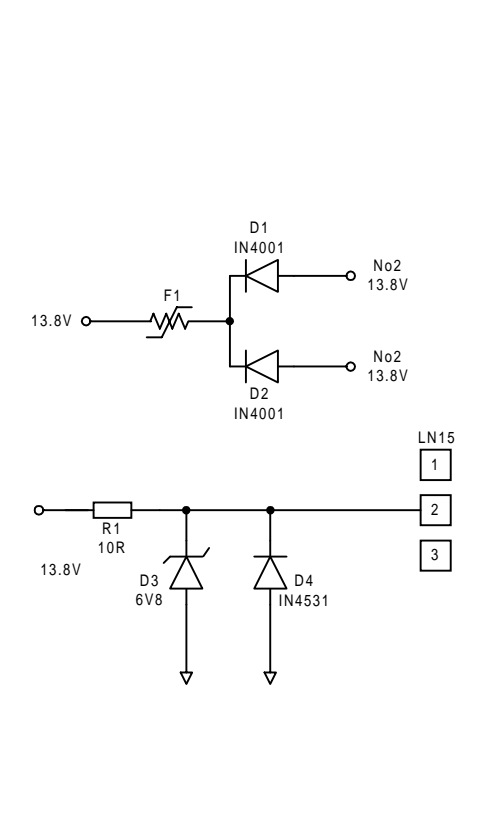 D1
IN4001
No2
13.8V
F1
13.8V
No2
13.8V
D2
IN4001
LN15
1
2
3
R1
10R
13.8V
D3
6V8
D4
IN4531